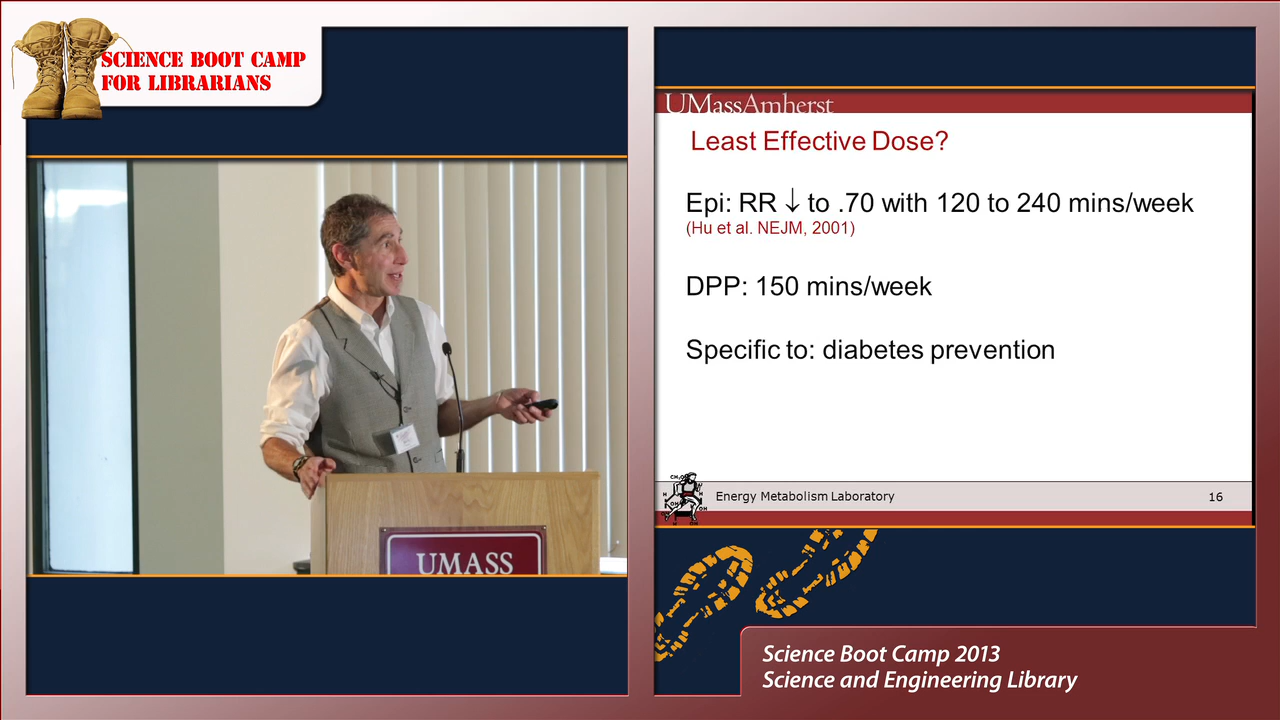 SCIENCE BOOT CAMP
FOR LIBRARIANS
UMASS
UMassAmherst
Least Effective Dose?
Epi: RR ↓ to .70 with 120 to 240 mins/week
(Hu et al. NEJM, 2001)
DPP: 150 mins/week
Specific to: diabetes prevention
Energy Metabolism Laboratory
16
Science Boot Camp 2013
Science and Engineering Library